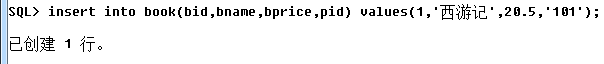 SQL> insert into book(bid,bname,bprice,pid) values(1,'西游记',20.5,'101');
已创建 1 行。